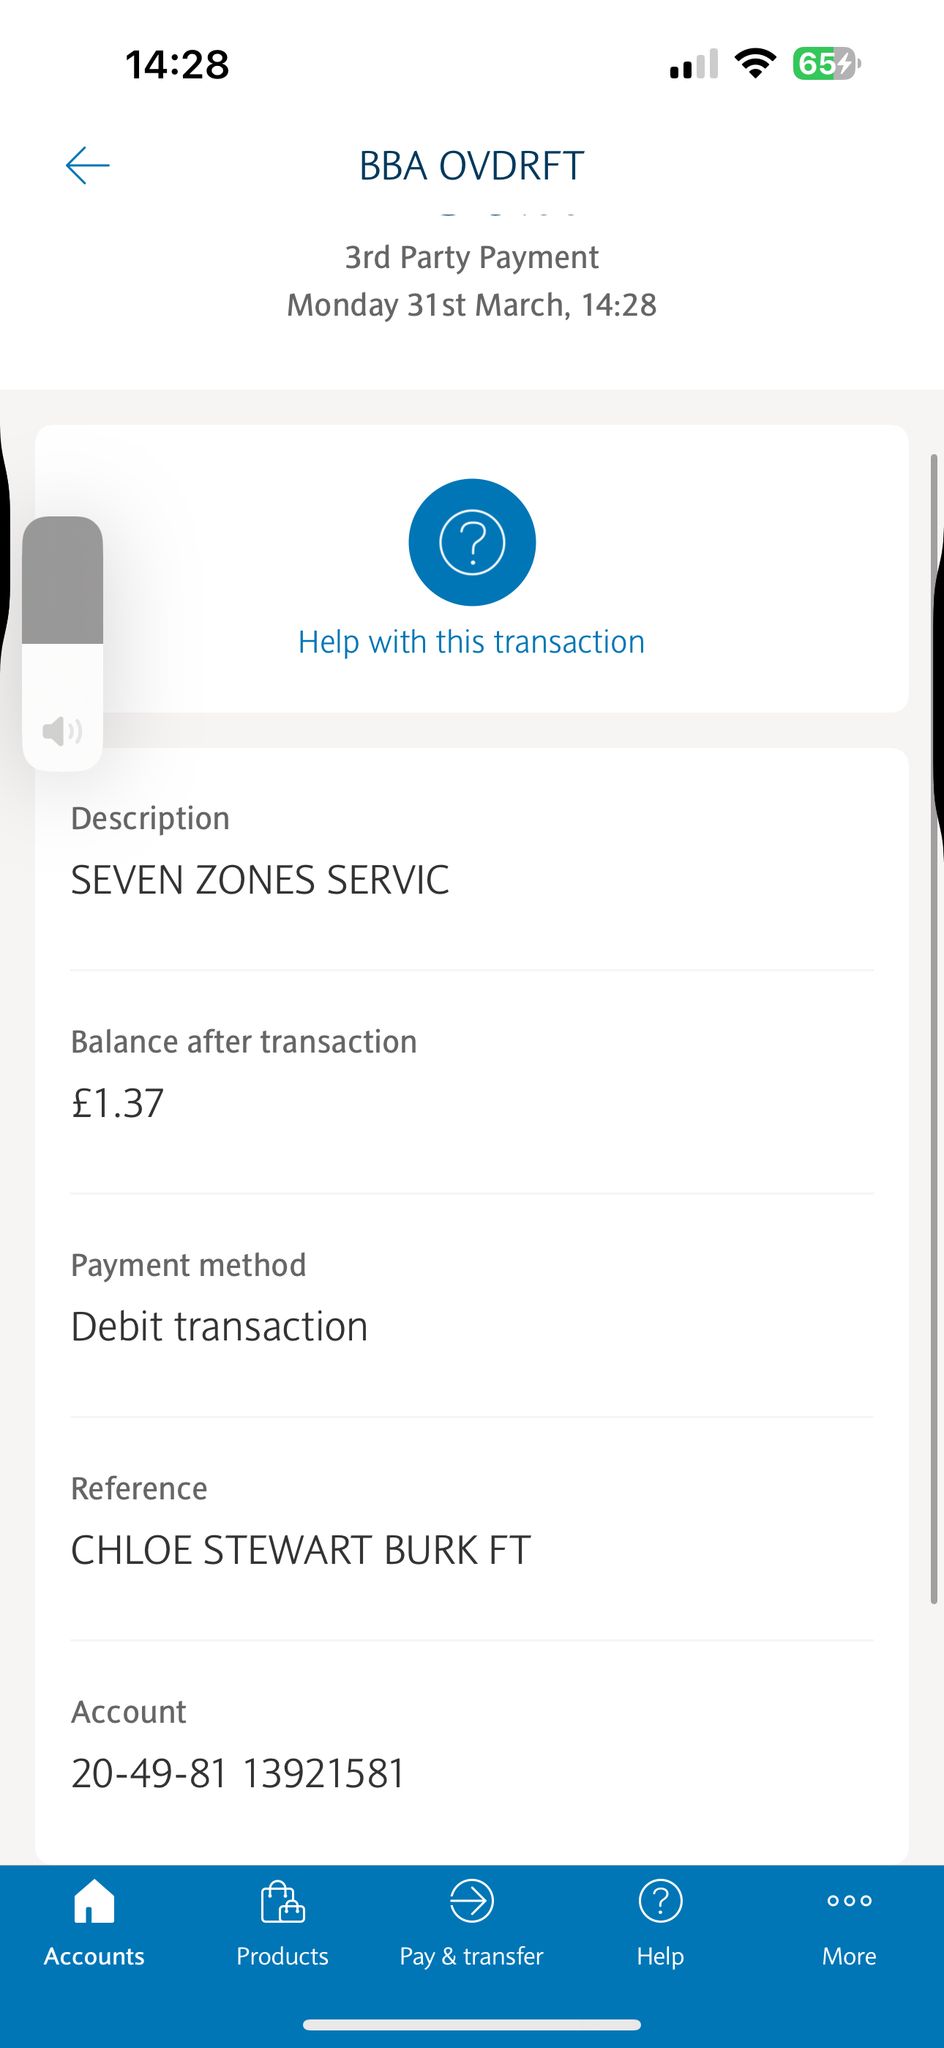 14:28
65
BBA OVDRFT
3rd Party Payment
Monday 31st March, 14:28
Help with this transaction
Description
SEVEN ZONES SERVIC
Balance after transaction
£1.37
Payment method
Debit transaction
Reference
CHLOE STEWART BURK FT
Account
20-49-81 13921581
Accounts Products Pay & transfer Help More